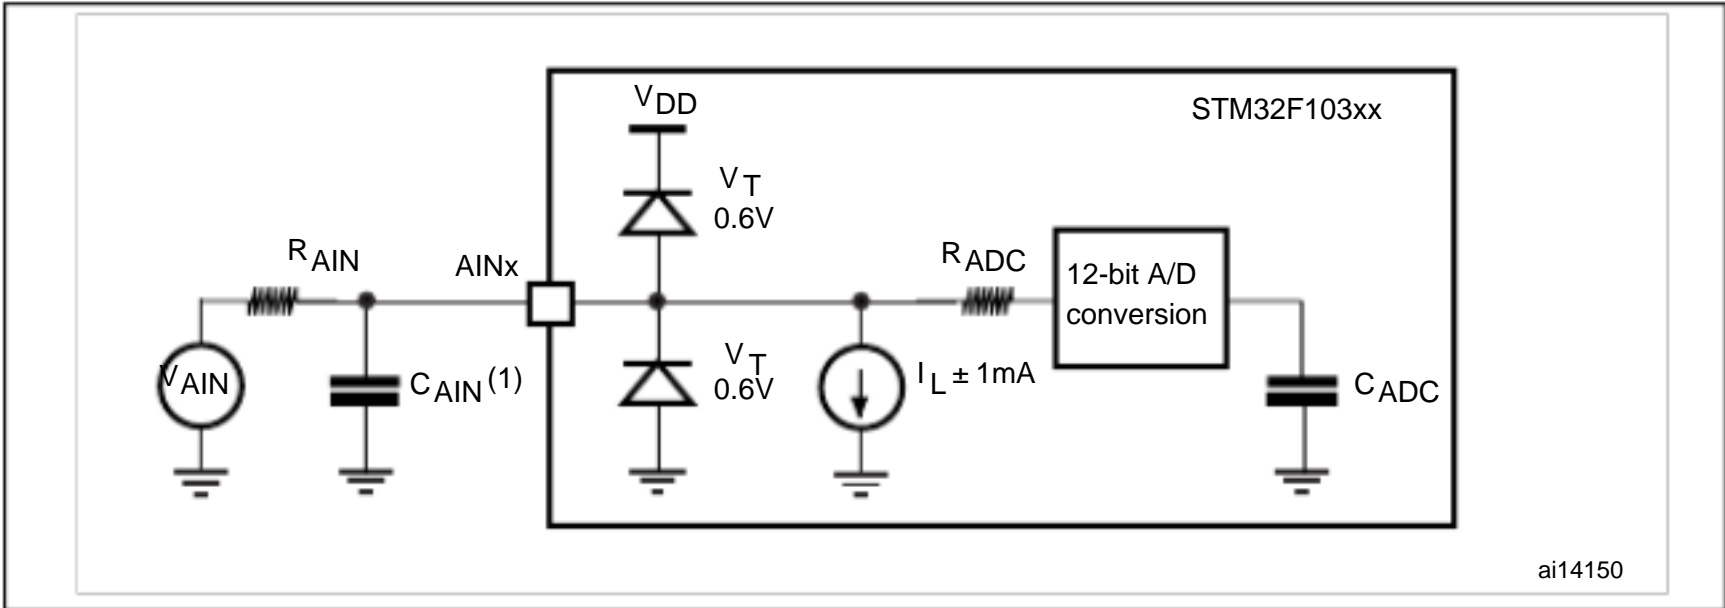 VDD
STM32F103xx
VT
0.6V
RAIN
AINx
RADC
12-bit A/D
conversion
VT
0.6V
VAIN
CAIN(1)
IL ± 1mA
CADC
ai14150